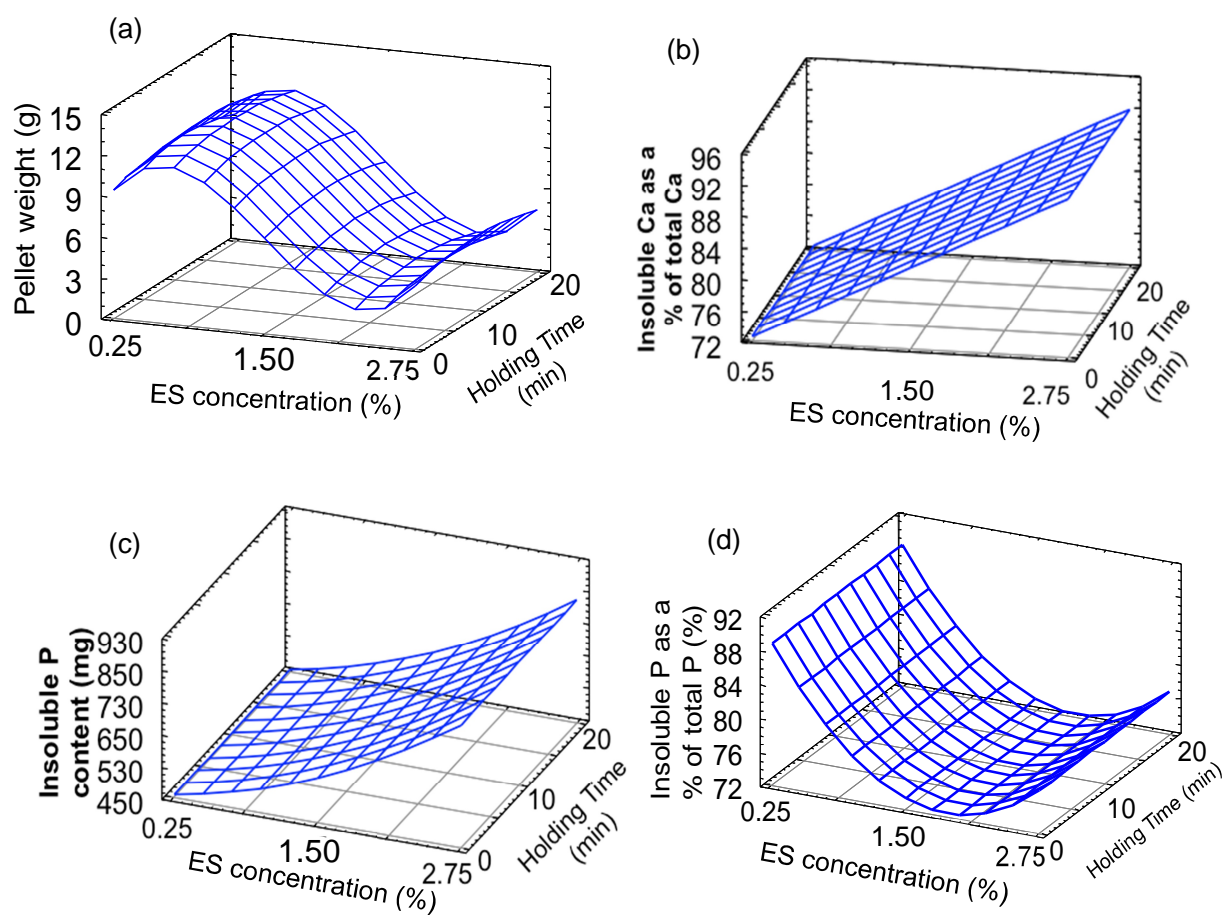 (a)
Pellet weight (g)
15
12
9
6
3
0
0.25
1.50
2.75
ES concentration (%)
0
10
20
Holding Time
(min)
(b)
Insoluble Ca as a
% of total Ca
96
92
88
84
80
76
72
0.25
1.50
2.75
ES concentration (%)
0
10
20
Holding Time
(min)
(c)
Insoluble P
content (mg)
930
850
730
650
530
450
0.25
1.50
2.75
ES concentration (%)
0
10
20
Holding Time
(min)
(d)
Insoluble P as a
% of total P (%)
92
88
84
80
76
72
0.25
1.50
2.75
ES concentration (%)
0
10
20
Holding Time (min)